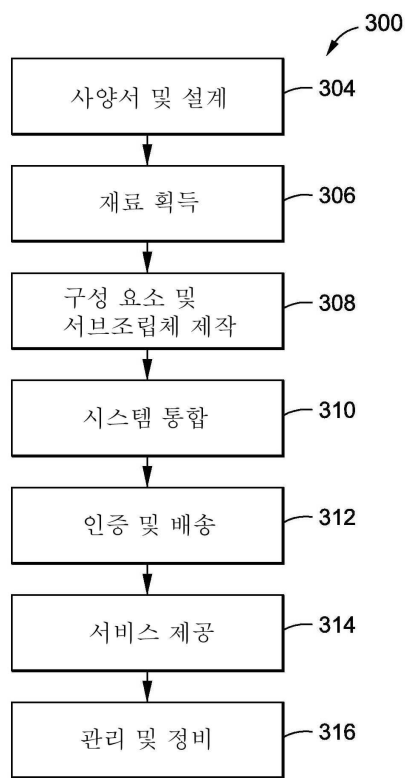 300
사양서 및 설계
304
재료 획득
306
구성 요소 및
서브조립체 제작
308
시스템 통합
310
인증 및 배송
312
서비스 제공
314
관리 및 정비
316